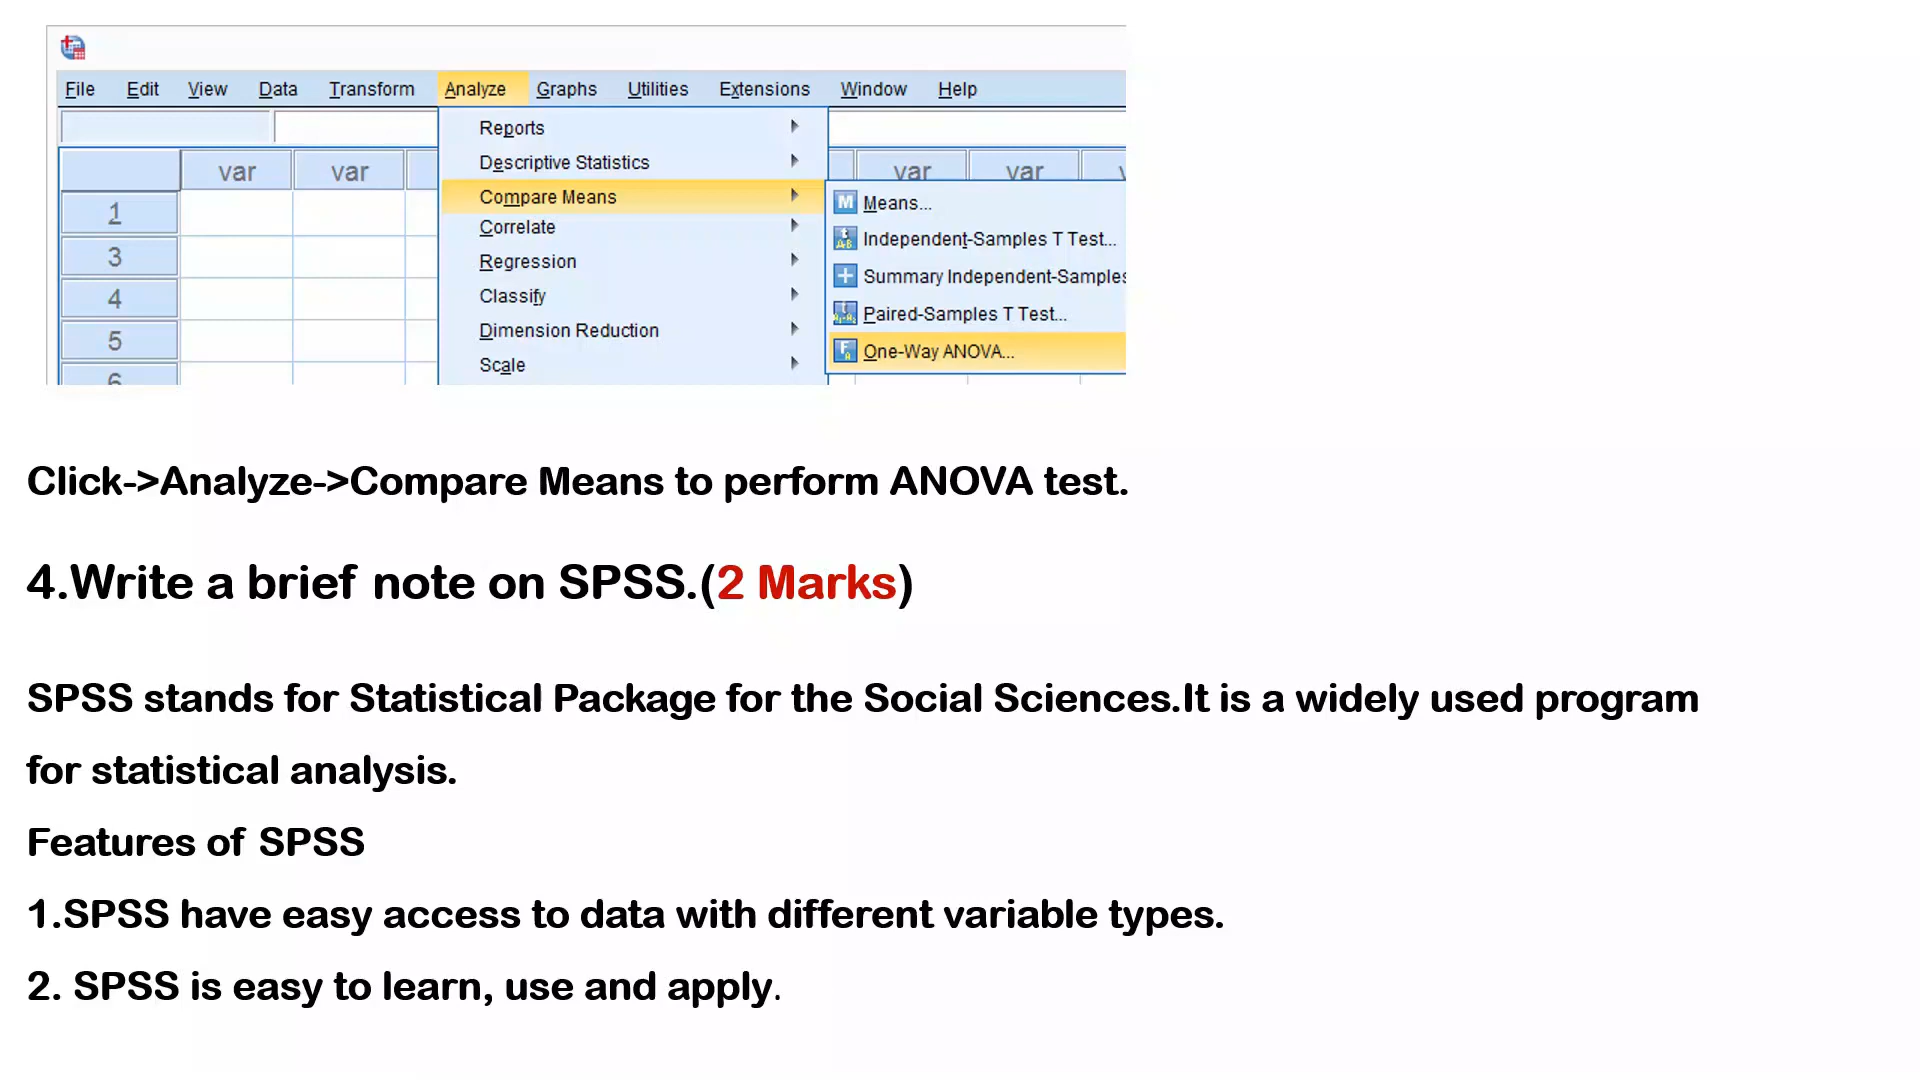 File Edit View Data Transform Analyze Graphs Utilities Extensions Window Help
Reports
Descriptive Statistics
var var var var
Compare Means
Means...
1
Correlate
Independent-Samples T Test...
3
Regression
Summary Independent-Samples
4
Classify
Paired-Samples T Test...
5
Dimension Reduction
One-Way ANOVA...
Scale
6
Click->Analyze->Compare Means to perform ANOVA test.
4.Write a brief note on SPSS.(2 Marks)
SPSS stands for Statistical Package for the Social Sciences.It is a widely used program
for statistical analysis.
Features of SPSS
1.SPSS have easy access to data with different variable types.
2. SPSS is easy to learn, use and apply.